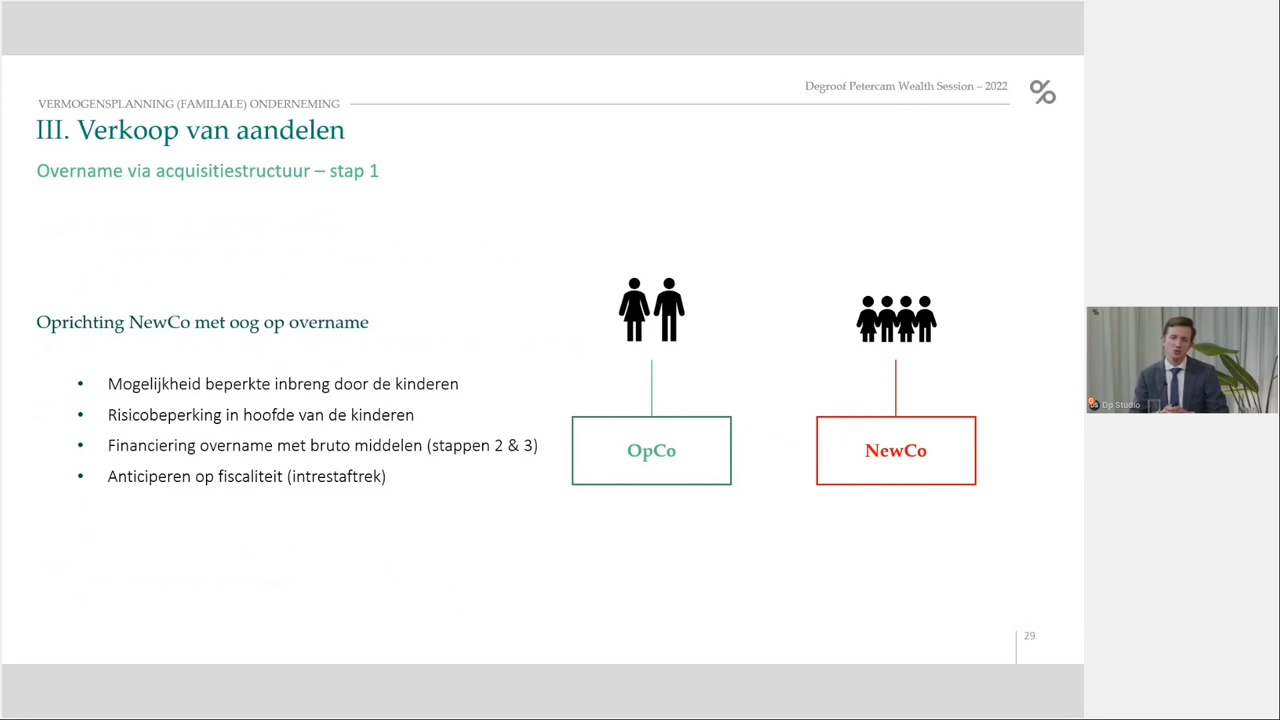 Degroof Petercam Wealth Session – 2022
VERMOGENSPLANNING (FAMILIALE) ONDERNEMING
III. Verkoop van aandelen
Overname via acquisitiestructuur – stap 1
Oprichting NewCo met oog op overname
• Mogelijkheid beperkte inbreng door de kinderen
• Risicobeperking in hoofde van de kinderen
• Financiering overname met bruto middelen (stappen 2 & 3)
• Anticiperen op fiscaliteit (intrestaftrek)
OpCo
NewCo
29
DS Dp Studio